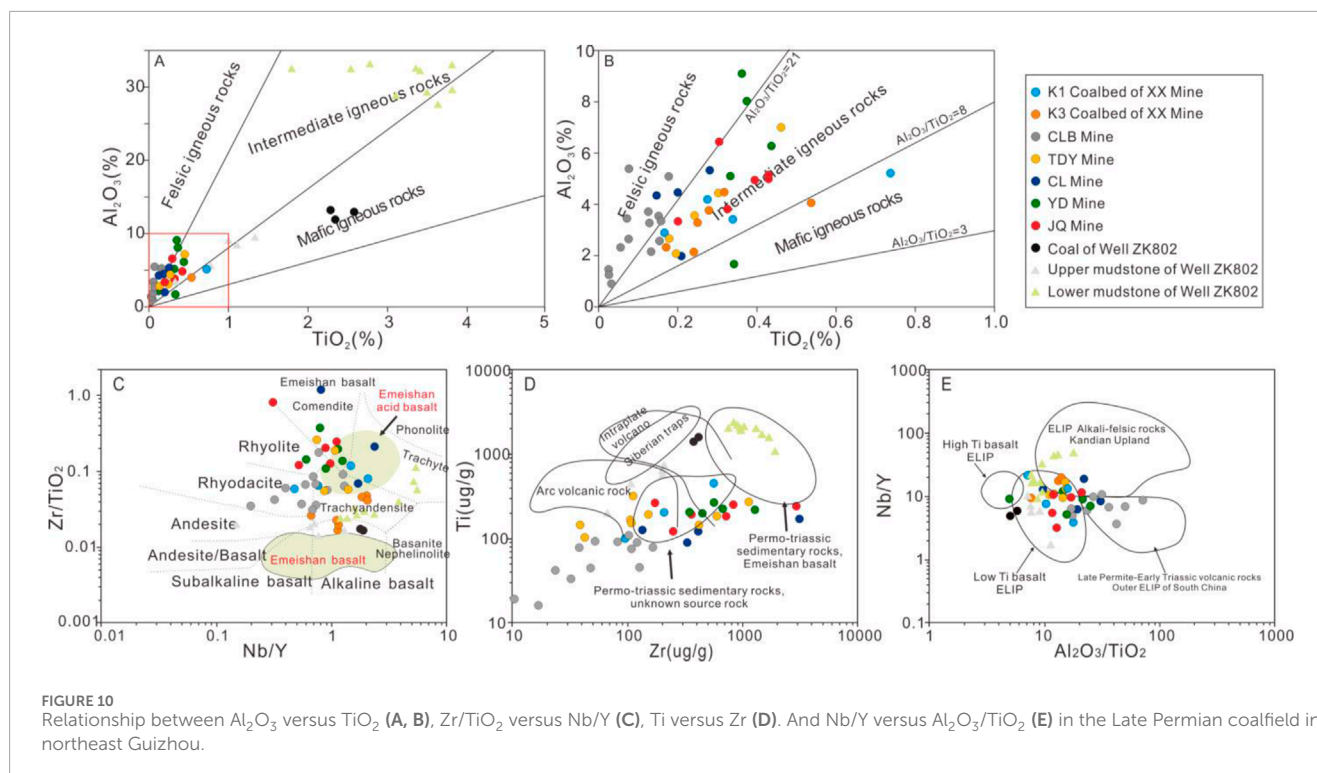 A
Al₂O₃(%)
30
20
10
0
Felsic igneous rocks
Intermediate igneous rocks
Mafic igneous rocks
0
1
2
3
4
5
TiO₂(%)
B
Al₂O₃(%)
10
8
6
4
2
0
Felsic igneous rocks
Al₂O₃/TiO₂=21
Intermediate igneous rocks
Al₂O₃/TiO₂=8
Mafic igneous rocks
Al₂O₃/TiO₂=3
0
0.2
0.4
0.6
0.8
1.0
TiO₂(%)
K1 Coalbed of XX Mine
K3 Coalbed of XX Mine
CLB Mine
TDY Mine
CL Mine
YD Mine
JQ Mine
Coal of Well ZK802
Upper mudstone of Well ZK802
Lower mudstone of Well ZK802
C
Zr/TiO₂
1.0
0.1
0.01
0.001
Emeishan basalt
Comendite
Emeishan
acid basalt
Phonolite
Rhyolite
Trachyte
Rhyodacite
Trachyandensite
Andesite
Basanite
Nephelinolite
Andesite/Basalt
Emeishan basalt
Subalkaline basalt
Alkaline basalt
0.01
0.1
1
10
Nb/Y
D
Ti(ug/g)
10000
1000
100
10
Intraplate
volcano
Siberian traps
Arc volcanic rock
Permo-triassic
sedimentary rocks,
Emeishan basalt
Permo-triassic sedimentary rocks,
unknown source rock
10
100
1000
10000
Zr(ug/g)
E
Nb/Y
1000
100
10
1
0.1
ELIP Alkali-felsic rocks
Kandian Upland
High Ti basalt
ELIP
Low Ti basalt
ELIP
Late Permite-Early Triassic volcanic rocks
Outer ELIP of South China
1
10
100
1000
Al₂O₃/TiO₂
FIGURE 10
Relationship between Al₂O₃ versus TiO₂ (A, B), Zr/TiO₂ versus Nb/Y (C), Ti versus Zr (D). And Nb/Y versus Al₂O₃/TiO₂ (E) in the Late Permian coalfield in
northeast Guizhou.